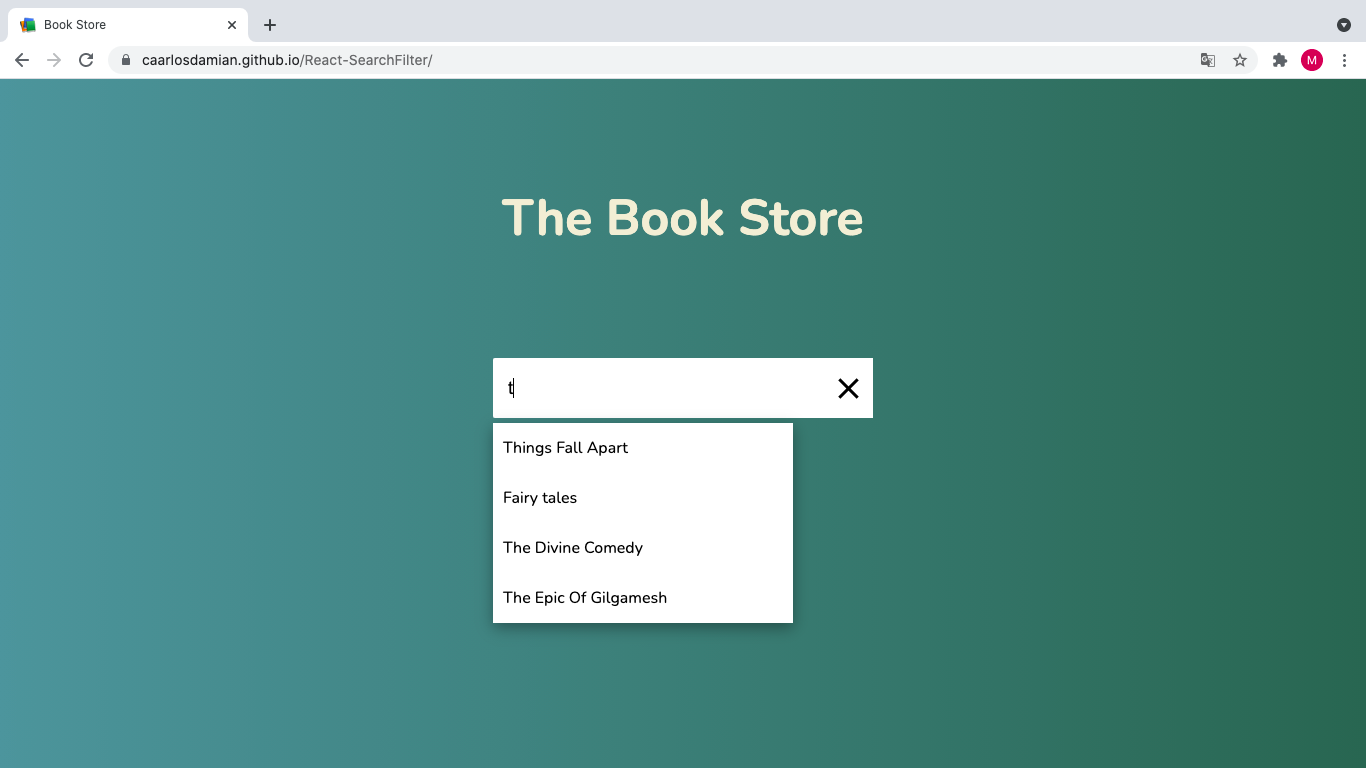 Book Store
caarlosdamian.github.io/React-SearchFilter/
M
The Book Store
t
Things Fall Apart
Fairy tales
The Divine Comedy
The Epic Of Gilgamesh